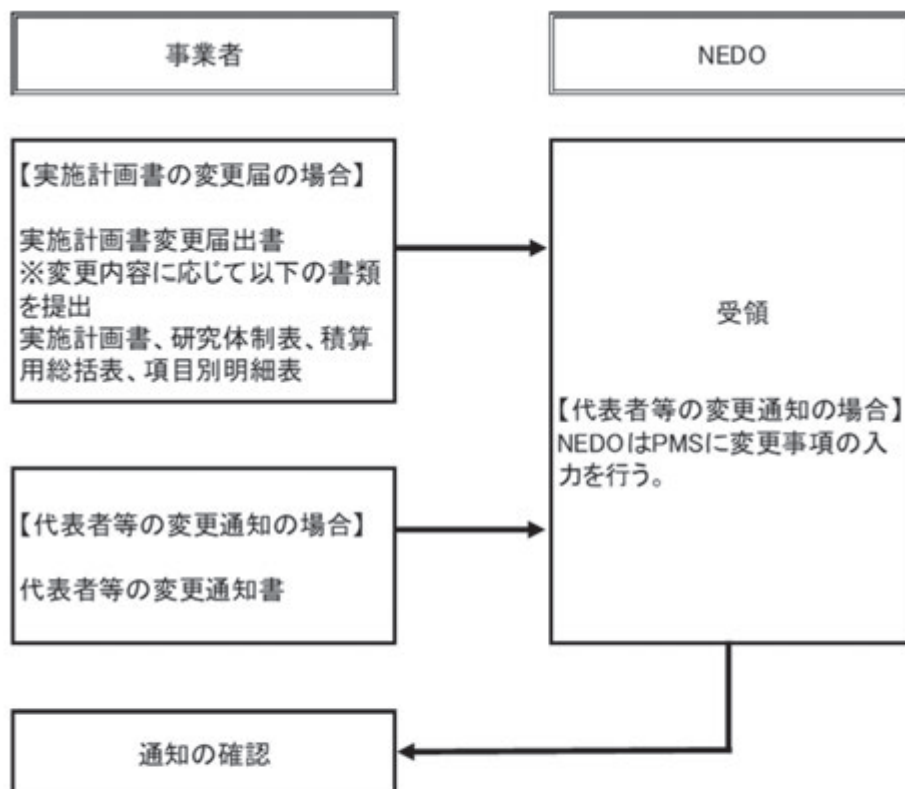 事業者
NEDO
【実施計画書の変更届の場合】
実施計画書変更届出書
※変更内容に応じて以下の書類
を提出
実施計画書、研究体制表、積算
用総括表、項目別明細表
受領
【代表者等の変更通知の場合】
NEDOはPMSに変更事項の入
力を行う。
【代表者等の変更通知の場合】
代表者等の変更通知書
通知の確認